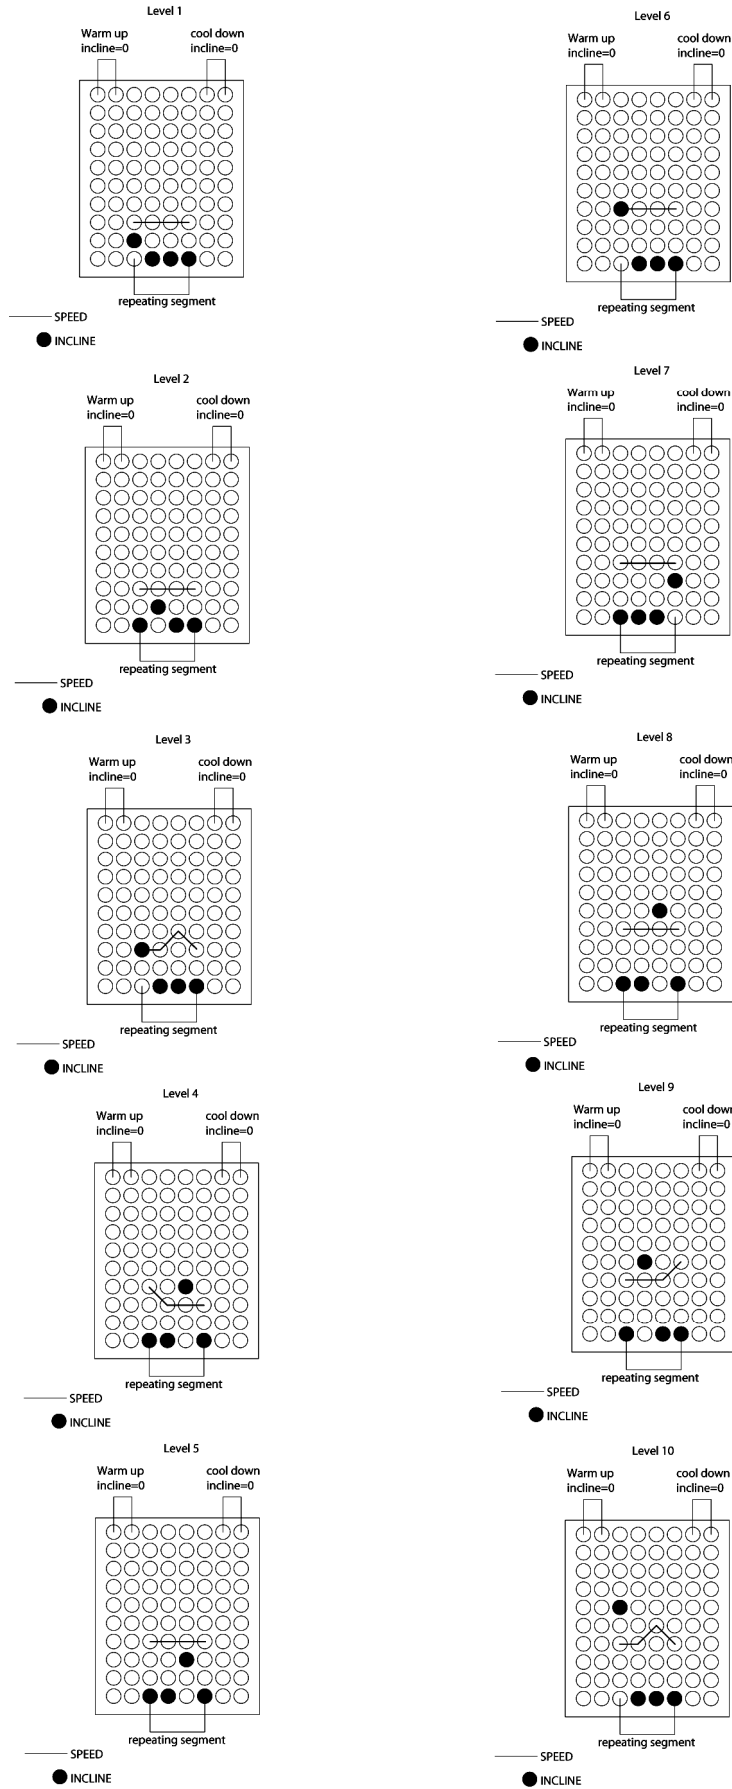 Level 1
Warm up
incline=0
cool down
incline=0
repeating segment
SPEED
INCLINE
Level 2
Warm up
incline=0
cool down
incline=0
repeating segment
SPEED
INCLINE
Level 3
Warm up
incline=0
cool down
incline=0
repeating segment
SPEED
INCLINE
Level 4
Warm up
incline=0
cool down
incline=0
repeating segment
SPEED
INCLINE
Level 5
Warm up
incline=0
cool down
incline=0
repeating segment
SPEED
INCLINE
Level 6
Warm up
incline=0
cool down
incline=0
repeating segment
SPEED
INCLINE
Level 7
Warm up
incline=0
cool down
incline=0
repeating segment
SPEED
INCLINE
Level 8
Warm up
incline=0
cool down
incline=0
repeating segment
SPEED
INCLINE
Level 9
Warm up
incline=0
cool down
incline=0
repeating segment
SPEED
INCLINE
Level 10
Warm up
incline=0
cool down
incline=0
repeating segment
SPEED
INCLINE